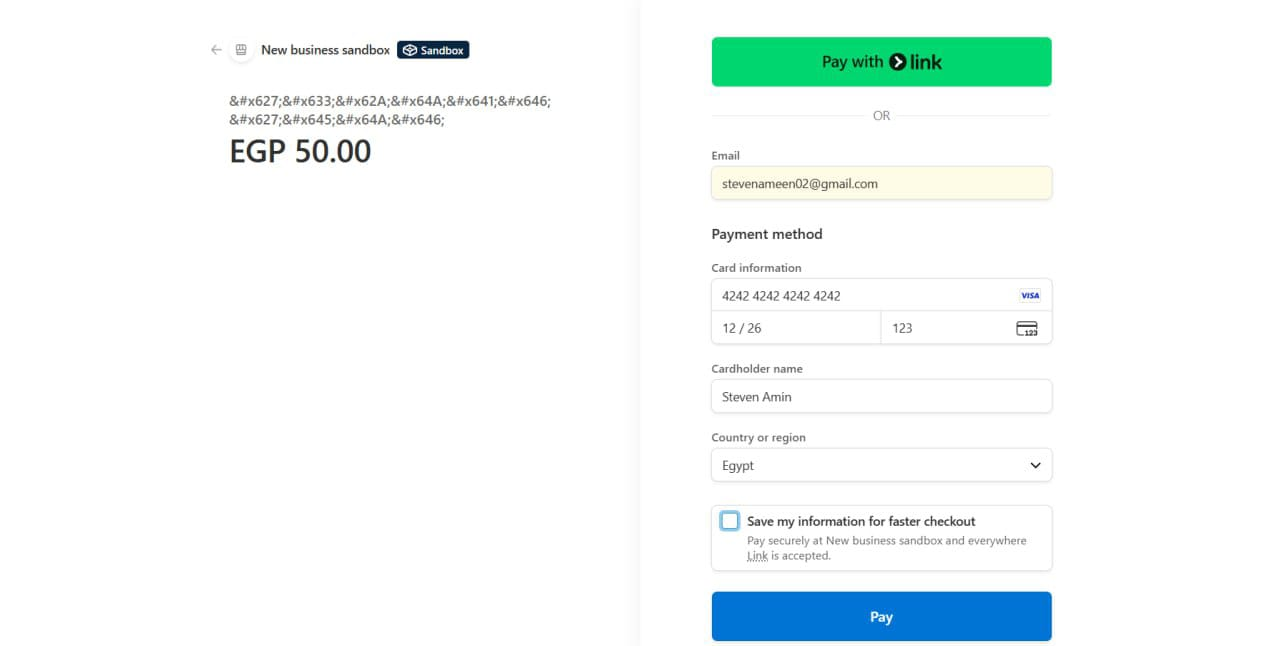 New business sandbox Sandbox
&#x627;&#x633;&#x62A;&#x64A;&#x641;&#x646;
&#x627;&#x645;&#x64A;&#x646;
EGP 50.00
Pay with link
OR
Email
stevenameen02@gmail.com
Payment method
Card information
4242 4242 4242 4242 VISA
12 / 26 123 123
Cardholder name
Steven Amin
Country or region
Egypt
Save my information for faster checkout
Pay securely at New business sandbox and everywhere
Link is accepted.
Pay